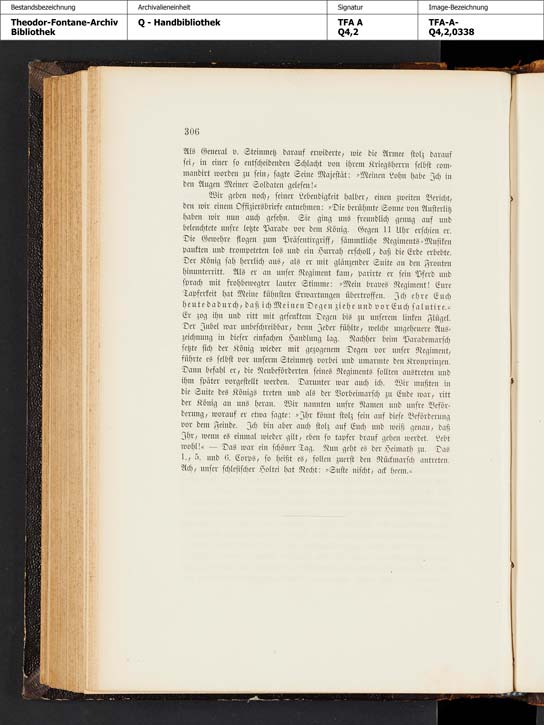 Bestandsbezeichnung
Archivalieneinheit
Signatur
Image-Bezeichnung
Theodor-Fontane-Archiv
Bibliothek
Q - Handbibliothek
TFA A
Q4,2
TFA-A-
Q4,2,0338
306
Als General v. Steinmetz darauf erwiderte, wie die Armee stolz darauf
sei, in einer so entscheidenden Schlacht von ihrem Kriegsherrn selbst com-
mandirt worden zu sein, sagte Seine Majestät: »Meinen Lohn habe Ich in
den Augen Meiner Soldaten gelesen!«
Wir geben noch, seiner Lebendigkeit halber, einen zweiten Bericht,
den wir einem Offiziersbriefe entnehmen: »Die berühmte Sonne von Austerlitz
haben wir nun auch gesehn. Sie ging uns freundlich genug auf und
beleuchtete unsre letzte Parade vor dem König. Gegen 11 Uhr erschien er.
Die Gewehre flogen zum Präsentirgriff, sämmtliche Regiments-Musiken
paukten und trompeteten los und ein Hurrah erscholl, daß die Erde erbebte.
Der König sah herrlich aus, als er mit glänzender Suite an den Fronten
hinunterritt. Als er an unser Regiment kam, parirte er sein Pferd und
sprach mit frohbewegter lauter Stimme: »Mein braves Regiment! Eure
Tapferkeit hat Meine kühnsten Erwartungen übertroffen. Ich ehre Euch
heute dadurch, daß ich Meinen Degen ziehe und vor Euch salutire.«
Er zog ihn und ritt mit gesenktem Degen bis zu unserem linken Flügel.
Der Jubel war unbeschreibbar, denn Jeder fühlte, welche ungeheuere Aus-
zeichnung in dieser einfachen Handlung lag. Nachher beim Parademarsch
setzte sich der König wieder mit gezogenem Degen vor unser Regiment,
führte es selbst vor unserm Steinmetz vorbei und umarmte den Kronprinzen.
Dann befahl er, die Neubeförderten seines Regiments sollten austreten und
ihm später vorgestellt werden. Darunter war auch ich. Wir mußten in
die Suite des Königs treten und als der Vorbeimarsch zu Ende war, ritt
der König an uns heran. Wir nannten unsre Namen und unsre Beför-
derung, worauf er etwa sagte: »Ihr könnt stolz sein auf diese Beförderung
vor dem Feinde. Ich bin aber auch stolz auf Euch und weiß genau, daß
Ihr, wenn es einmal wieder gilt, eben so tapfer drauf gehen werdet. Lebt
wohl!« — Das war ein schöner Tag. Nun geht es der Heimath zu. Das
1., 5. und 6. Corps, so heißt es, sollen zuerst den Rückmarsch antreten.
Ach, unser schlesischer Holtei hat Recht: »Suste nischt, ack heem.«